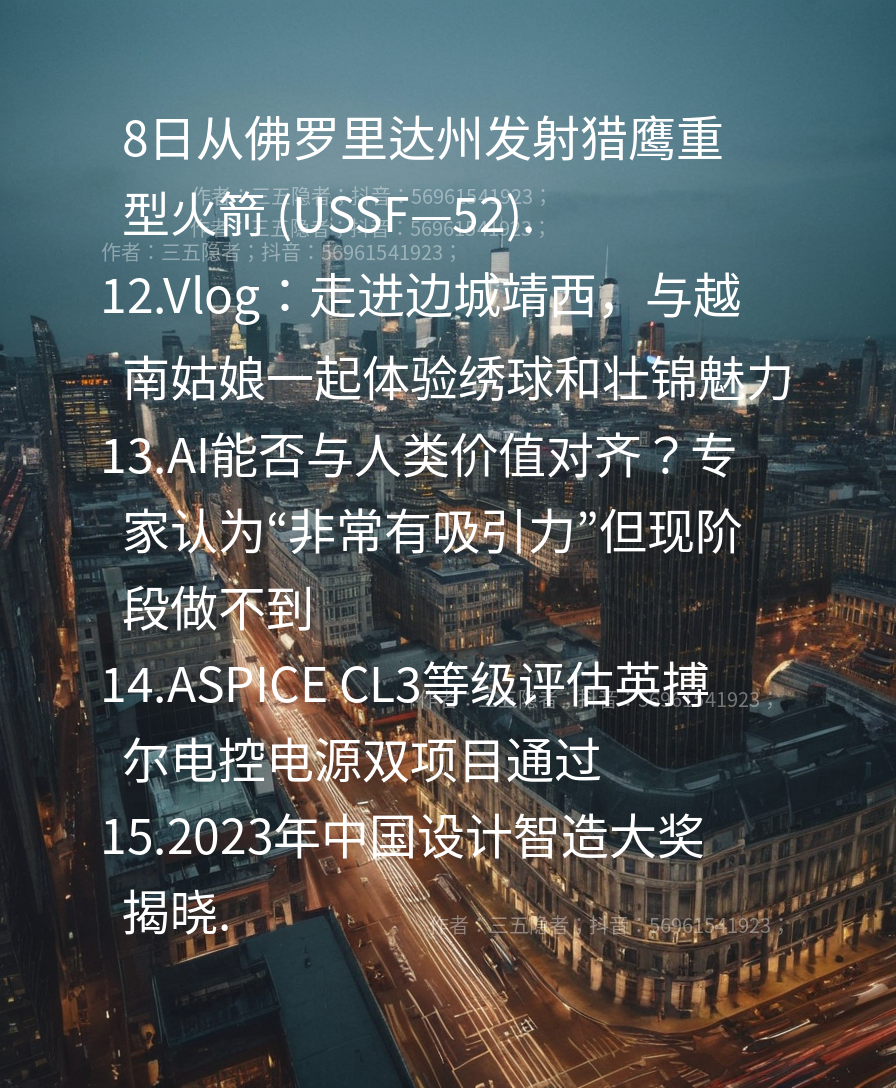 8日从佛罗里达州发射猎鹰重
作者：三五隐者；抖音：56961541923；
型火箭 (USSF—52).
作者：三五隐者；抖音：56961541923；
作者：三五隐者；抖音：56961541923；
12.Vlog：走进边城靖西，与越
南姑娘一起体验绣球和壮锦魅力
13.AI能否与人类价值对齐？专
家认为“非常有吸引力”但现阶
段做不到
14.ASPICE CL3等级评估英搏
作者：三五隐者；抖音：56961541923；
尔电控电源双项目通过
15.2023年中国设计智造大奖
揭晓.
作者：三五隐者；抖音：56961541923；